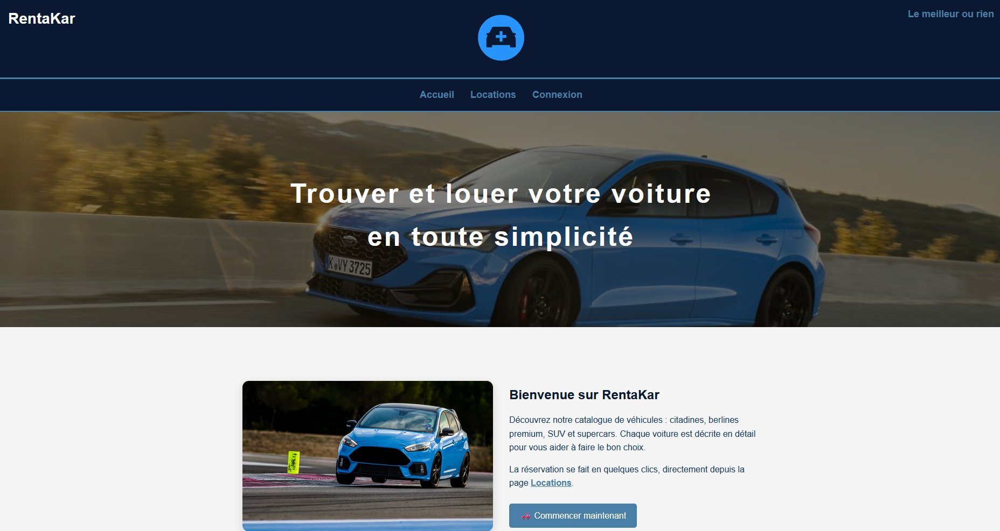 RentaKar
Le meilleur ou rien
Accueil Locations Connexion
Trouver et louer votre voiture
en toute simplicité
K VY 3725
Bienvenue sur RentaKar
Découvrez notre catalogue de véhicules : citadines, berlines
premium, SUV et supercars. Chaque voiture est décrite en détail
pour vous aider à faire le bon choix.
La réservation se fait en quelques clics, directement depuis la
page Locations.
🚗 Commencer maintenant